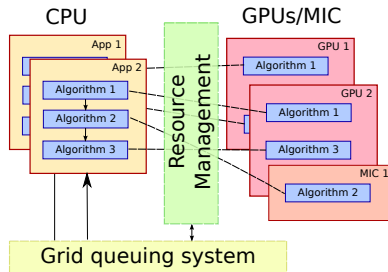 CPU
GPUs/MIC
App 1
App 2
Algorithm 1
Algorithm 2
Algorithm 3
Resource
Management
GPU 1
Algorithm 1
GPU 2
Algorithm 1
Algorithm 3
MIC 1
Algorithm 2
Grid queuing system